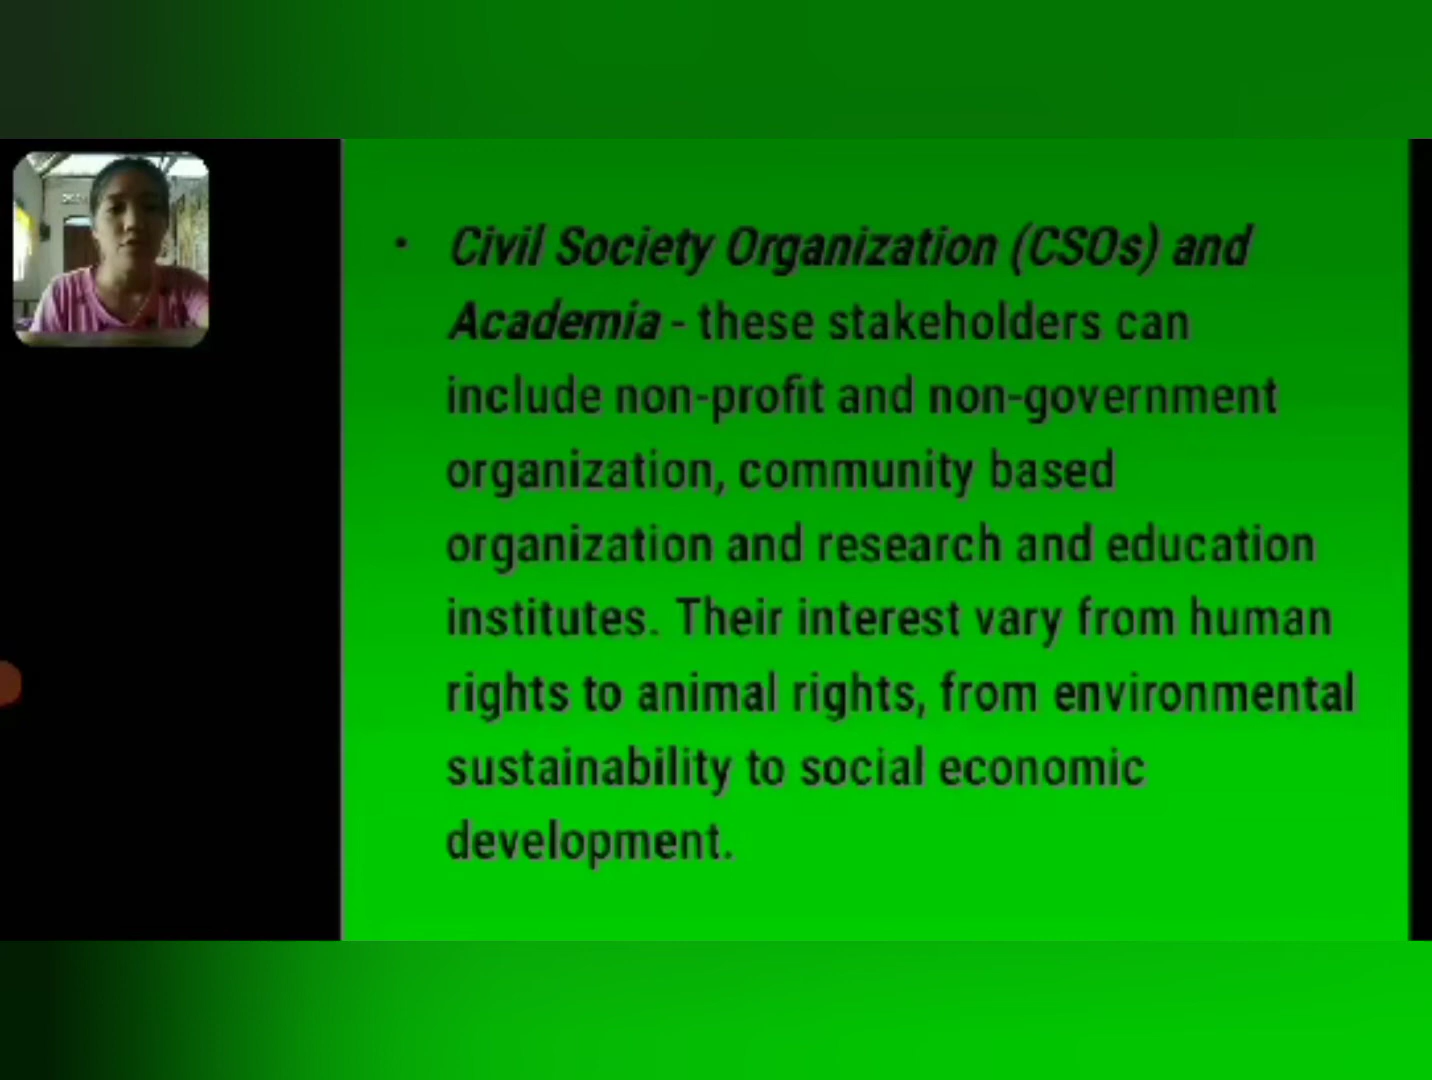 • Civil Society Organization (CSOs) and
Academia - these stakeholders can
include non-profit and non-government
organization, community based
organization and research and education
institutes. Their interest vary from human
rights to animal rights, from environmental
sustainability to social economic
development.